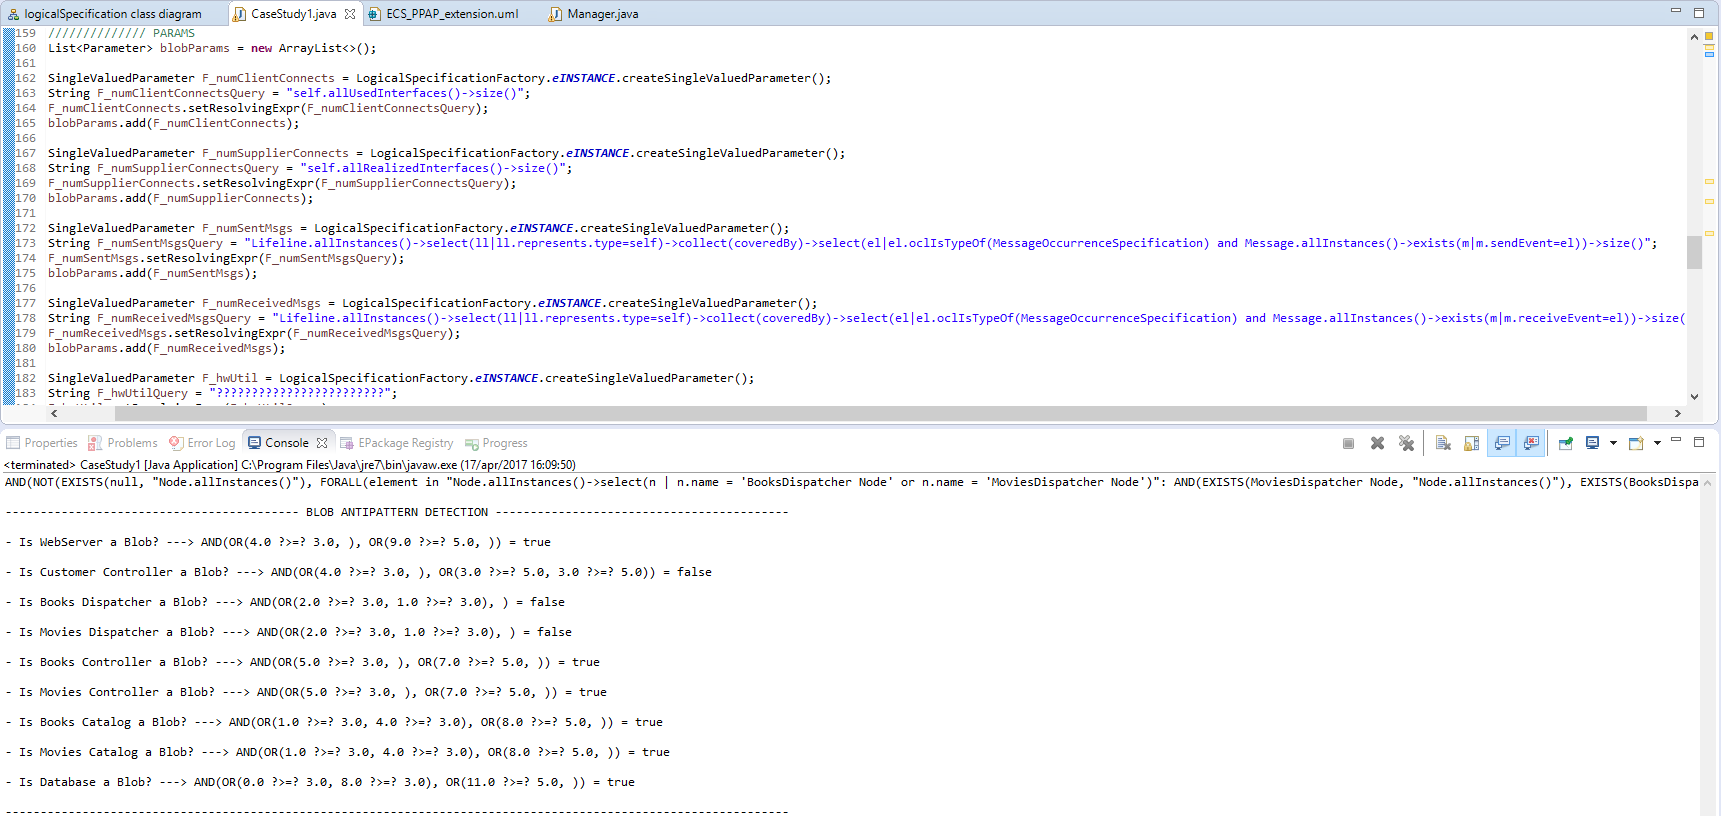 logicalSpecification class diagram CaseStudy1.java ECS_PPAP_extension.uml Manager.java
159 ////////////// PARAMS
160 List<Parameter> blobParams = new ArrayList<>();
161
162 SingleValuedParameter F_numClientConnects = LogicalSpecificationFactory.eINSTANCE.createSingleValuedParameter();
163 String F_numClientConnectsQuery = "self.allUsedInterfaces()->size()";
164 F_numClientConnects.setResolvingExpr(F_numClientConnectsQuery);
165 blobParams.add(F_numClientConnects);
166
167 SingleValuedParameter F_numSupplierConnects = LogicalSpecificationFactory.eINSTANCE.createSingleValuedParameter();
168 String F_numSupplierConnectsQuery = "self.allRealizedInterfaces()->size()";
169 F_numSupplierConnects.setResolvingExpr(F_numSupplierConnectsQuery);
170 blobParams.add(F_numSupplierConnects);
171
172 SingleValuedParameter F_numSentMsgs = LogicalSpecificationFactory.eINSTANCE.createSingleValuedParameter();
173 String F_numSentMsgsQuery = "Lifeline.allInstances()->select(ll|ll.represents.type=self)->collect(coveredBy)->select(el|el.oclIsTypeOf(MessageOccurrenceSpecification) and Message.allInstances()->exists(m|m.sendEvent=el))->size()";
174 F_numSentMsgs.setResolvingExpr(F_numSentMsgsQuery);
175 blobParams.add(F_numSentMsgs);
176
177 SingleValuedParameter F_numReceivedMsgs = LogicalSpecificationFactory.eINSTANCE.createSingleValuedParameter();
178 String F_numReceivedMsgsQuery = "Lifeline.allInstances()->select(ll|ll.represents.type=self)->collect(coveredBy)->select(el|el.oclIsTypeOf(MessageOccurrenceSpecification) and Message.allInstances()->exists(m|m.receiveEvent=el))->size(
179 F_numReceivedMsgs.setResolvingExpr(F_numReceivedMsgsQuery);
180 blobParams.add(F_numReceivedMsgs);
181
182 SingleValuedParameter F_hwUtil = LogicalSpecificationFactory.eINSTANCE.createSingleValuedParameter();
183 String F_hwUtilQuery = "????????????????????????";
Properties Problems Error Log Console EPackage Registry Progress
<terminated> CaseStudy1 [Java Application] C:\Program Files\Java\jre7\bin\javaw.exe (17/apr/2017 16:09:50)
AND(NOT(EXISTS(null, "Node.allInstances()"), FORALL(element in "Node.allInstances()->select(n | n.name = 'BooksDispatcher Node' or n.name = 'MoviesDispatcher Node')": AND(EXISTS(MoviesDispatcher Node, "Node.allInstances()"), EXISTS(BooksDispa
------------------------------------------ BLOB ANTIPATTERN DETECTION ------------------------------------------
- Is WebServer a Blob? ---> AND(OR(4.0 ?>=? 3.0, ), OR(9.0 ?>=? 5.0, )) = true
- Is Customer Controller a Blob? ---> AND(OR(4.0 ?>=? 3.0, ), OR(3.0 ?>=? 5.0, 3.0 ?>=? 5.0)) = false
- Is Books Dispatcher a Blob? ---> AND(OR(2.0 ?>=? 3.0, 1.0 ?>=? 3.0), ) = false
- Is Movies Dispatcher a Blob? ---> AND(OR(2.0 ?>=? 3.0, 1.0 ?>=? 3.0), ) = false
- Is Books Controller a Blob? ---> AND(OR(5.0 ?>=? 3.0, ), OR(7.0 ?>=? 5.0, )) = true
- Is Movies Controller a Blob? ---> AND(OR(5.0 ?>=? 3.0, ), OR(7.0 ?>=? 5.0, )) = true
- Is Books Catalog a Blob? ---> AND(OR(1.0 ?>=? 3.0, 4.0 ?>=? 3.0), OR(8.0 ?>=? 5.0, )) = true
- Is Movies Catalog a Blob? ---> AND(OR(1.0 ?>=? 3.0, 4.0 ?>=? 3.0), OR(8.0 ?>=? 5.0, )) = true
- Is Database a Blob? ---> AND(OR(0.0 ?>=? 3.0, 8.0 ?>=? 3.0), OR(11.0 ?>=? 5.0, )) = true
----------------------------------------------------------------------------------------------------------------